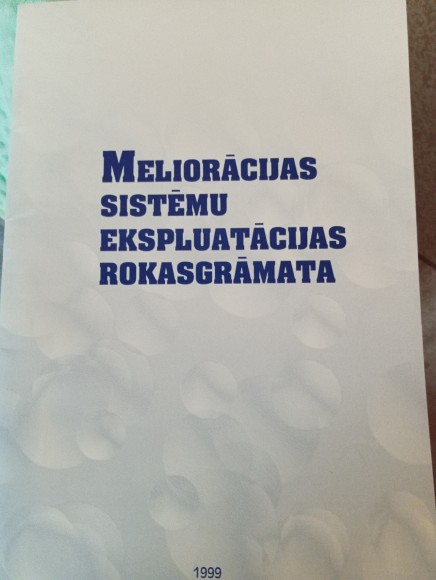 MELIORĀCIJAS
SISTĒMU
EKSPLUATĀCIJAS
ROKASGRĀMATA
1999